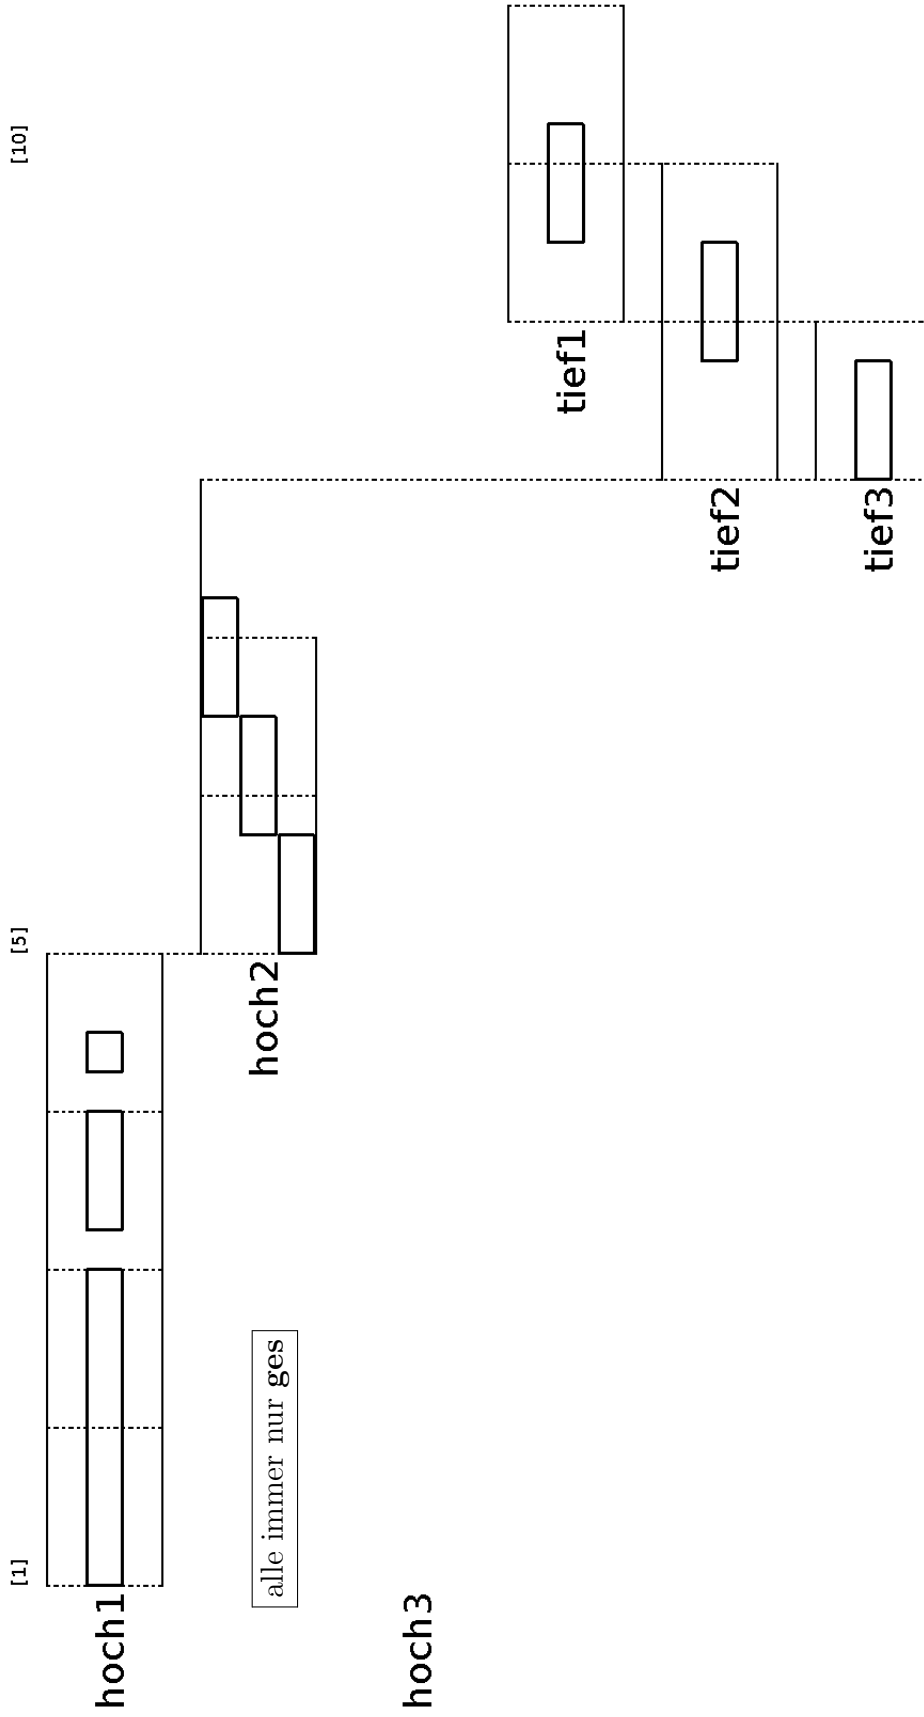 [1]
[5]
[10]
hoch1
hoch2
alle immer nur ges
hoch3
tief1
tief2
tief3